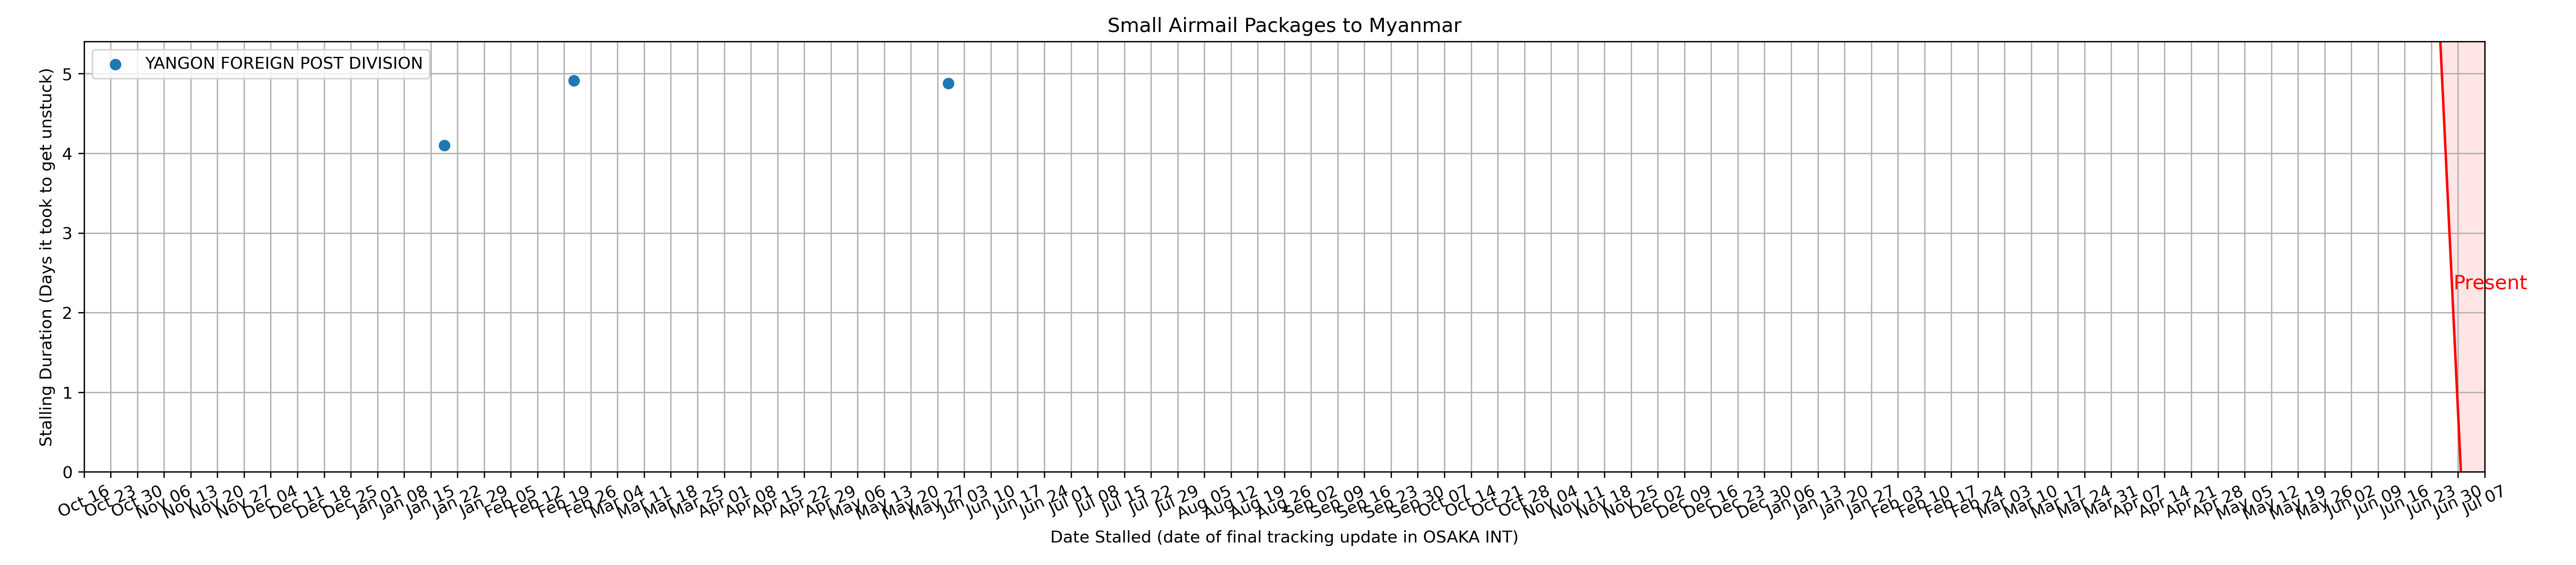 Small Airmail Packages to Myanmar
YANGON FOREIGN POST DIVISION
Stalling Duration (Days it took to get unstuck)
5
4
3
2
1
0
Present
Oct 16 Oct 23 Oct 30 Nov 06 Nov 13 Nov 20 Nov 27 Dec 04 Dec 11 Dec 18 Dec 25 Jan 01 Jan 08 Jan 15 Jan 22 Jan 29 Feb 05 Feb 12 Feb 19 Feb 26 Mar 04 Mar 11 Mar 18 Mar 25 Apr 01 Apr 08 Apr 15 Apr 22 Apr 29 May 06 May 13 May 20 May 27 Jun 03 Jun 10 Jun 17 Jun 24 Jul 01 Jul 08 Jul 15 Jul 22 Jul 29 Aug 05 Aug 12 Aug 19 Aug 26 Sep 02 Sep 09 Sep 16 Sep 23 Sep 30 Oct 07 Oct 14 Oct 21 Oct 28 Nov 04 Nov 11 Nov 18 Nov 25 Dec 02 Dec 09 Dec 16 Dec 23 Dec 30 Jan 06 Jan 13 Jan 20 Jan 27 Feb 03 Feb 10 Feb 17 Feb 24 Mar 03 Mar 10 Mar 17 Mar 24 Mar 31 Apr 07 Apr 14 Apr 21 Apr 28 May 05 May 12 May 19 May 26 Jun 02 Jun 09 Jun 16 Jun 23 Jun 30 Jul 07
Date Stalled (date of final tracking update in OSAKA INT)